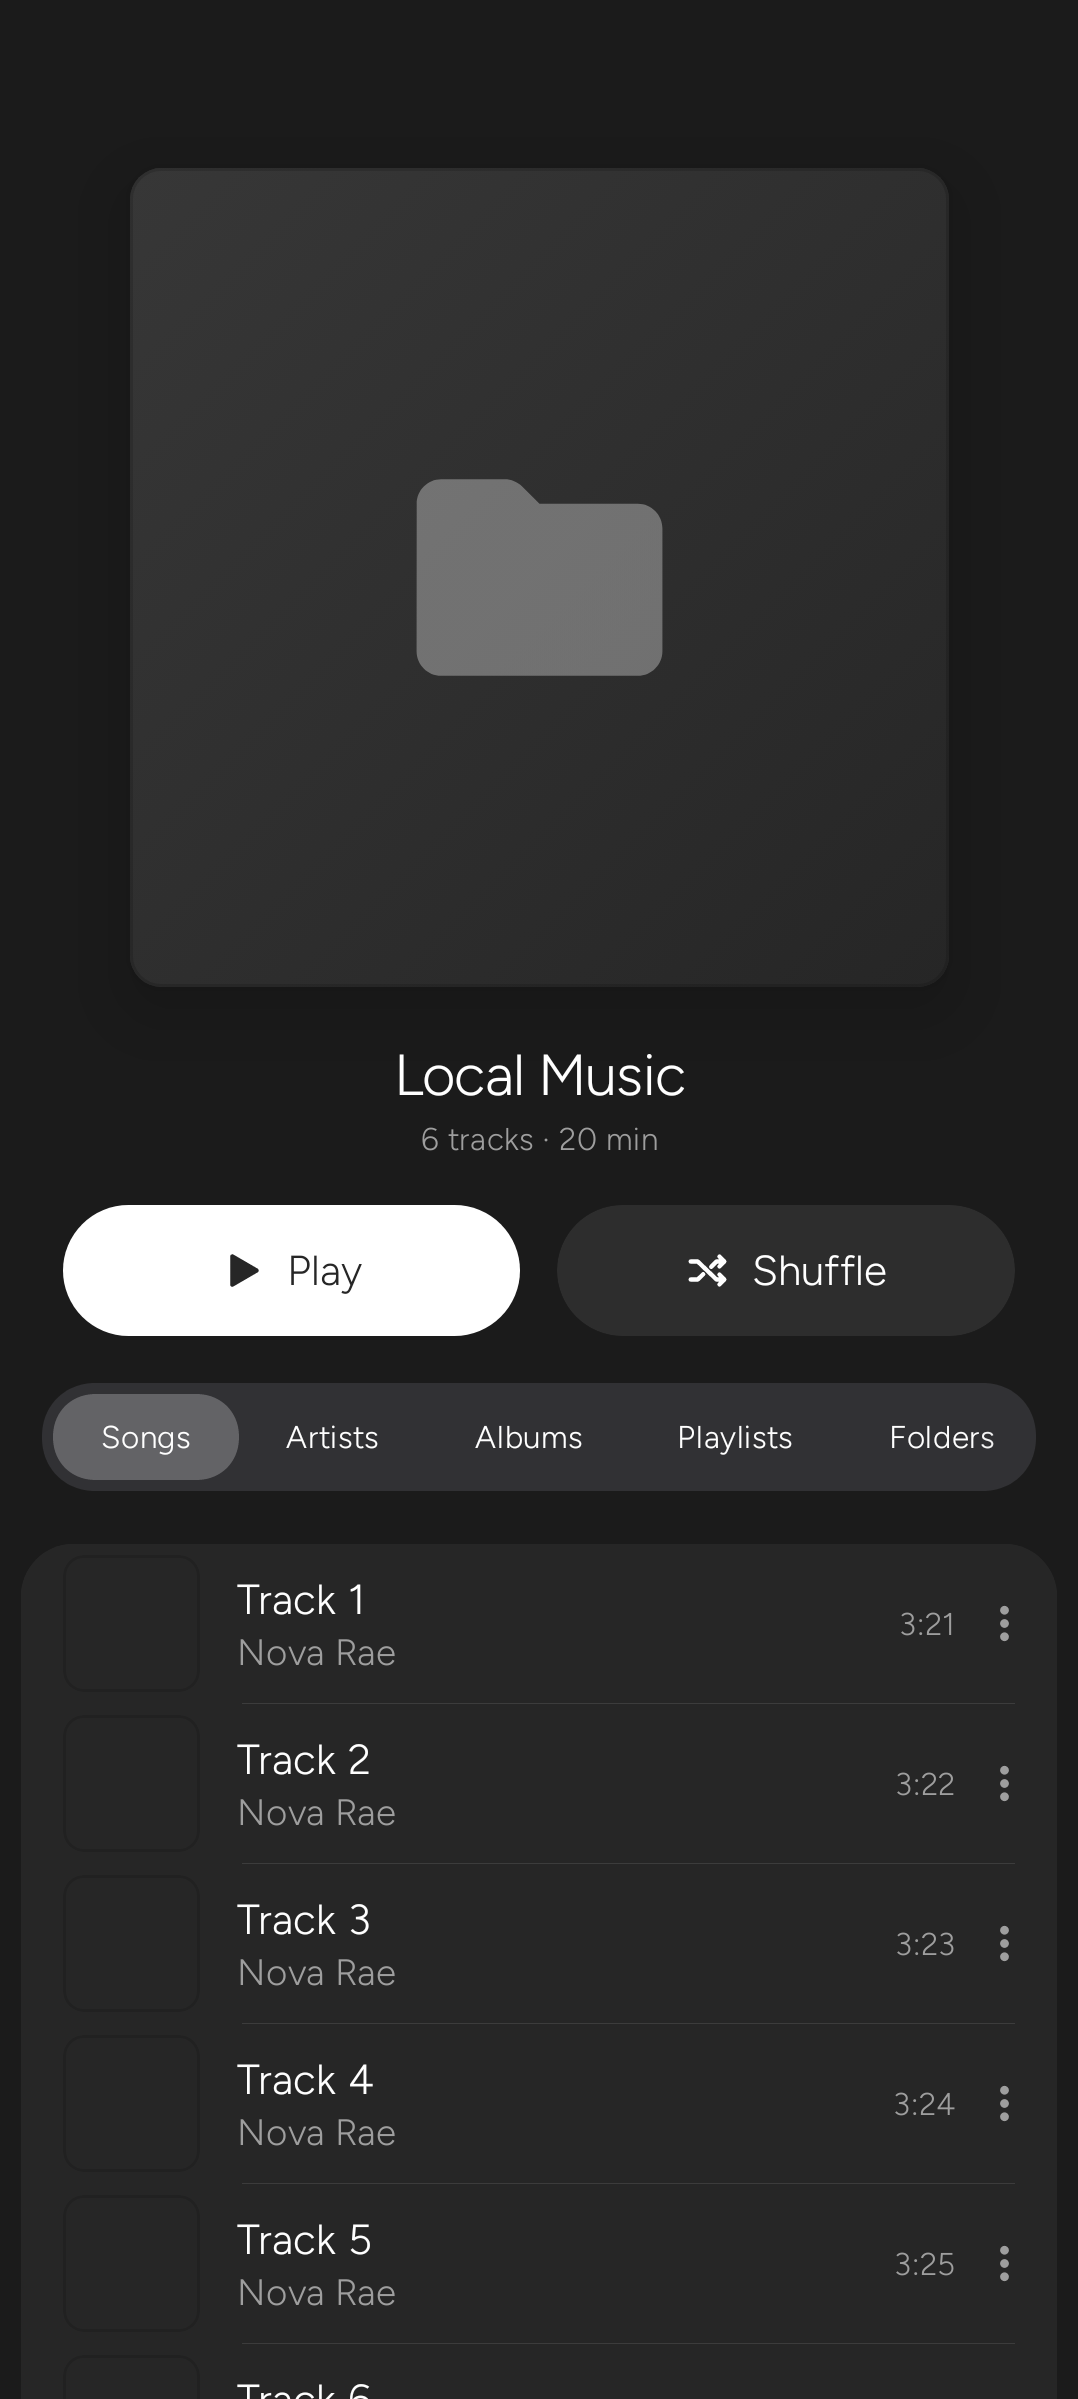 Local Music
6 tracks · 20 min
Play
Shuffle
Songs Artists Albums Playlists Folders
Track 1
Nova Rae
3:21
Track 2
Nova Rae
3:22
Track 3
Nova Rae
3:23
Track 4
Nova Rae
3:24
Track 5
Nova Rae
3:25
Track 6